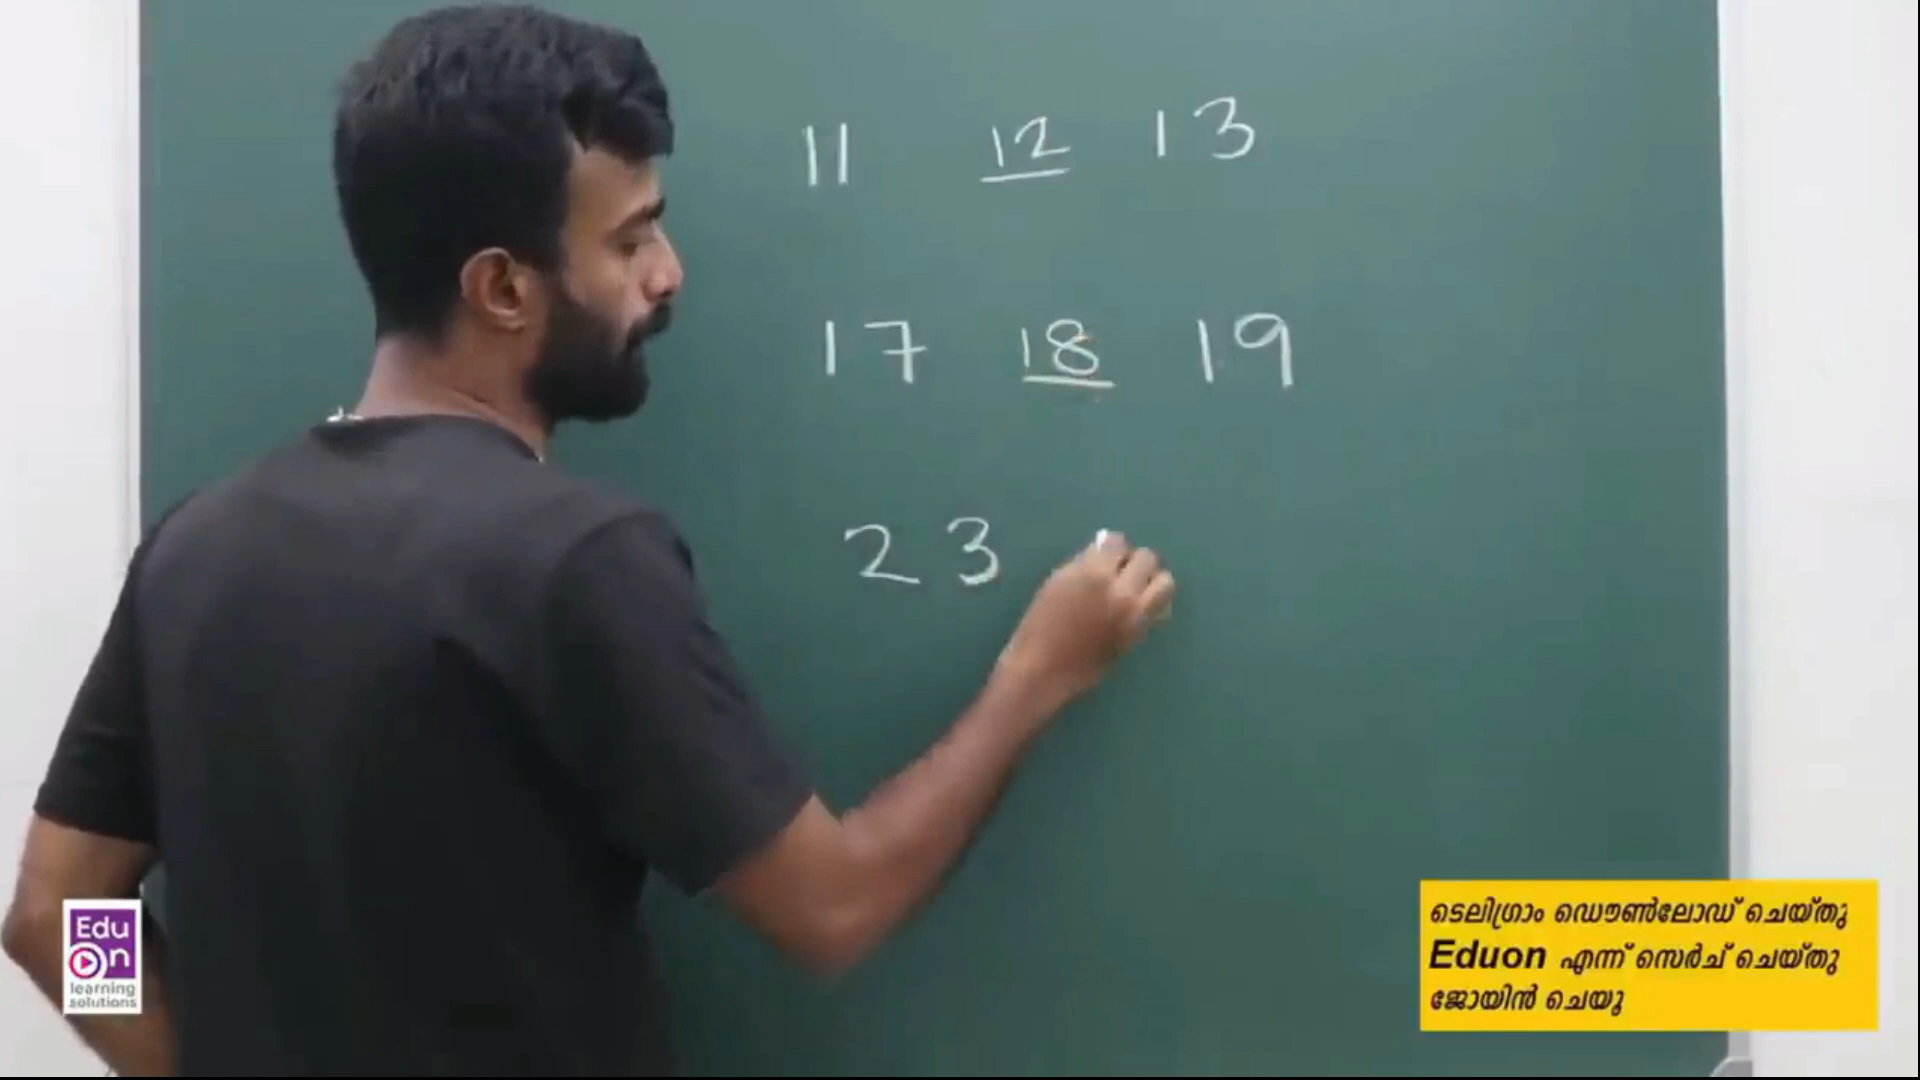 11 12 13
17 18 19
23
Edu
On
learning
solutions
ടെലിഗ്രാം ഡൌൺലോഡ് ചെയ്തു
Eduon എന്ന് സെർച് ചെയ്തു
ജോയിൻ ചെയൂ